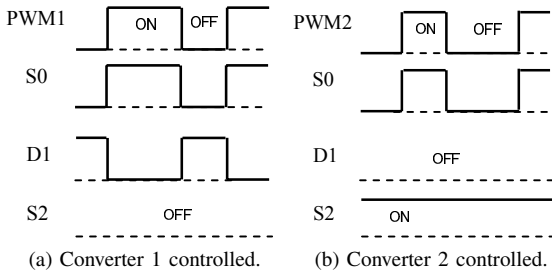 PWM1 ON OFF
S0
D1
S2 OFF
(a) Converter 1 controlled.
PWM2 ON OFF
S0
D1 OFF
S2 ON
(b) Converter 2 controlled.